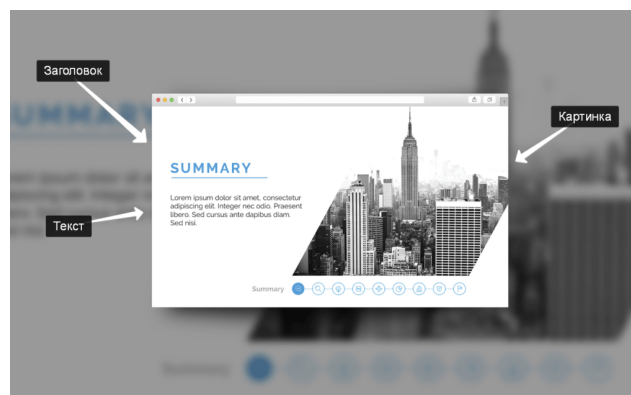 Заголовок
Картинка
SUMMARY
Lorem ipsum dolor sit amet, consectetur
adipiscing elit. Integer nec odio. Praesent
libero. Sed cursus ante dapibus diam.
Sed nisi.
Текст
Summary